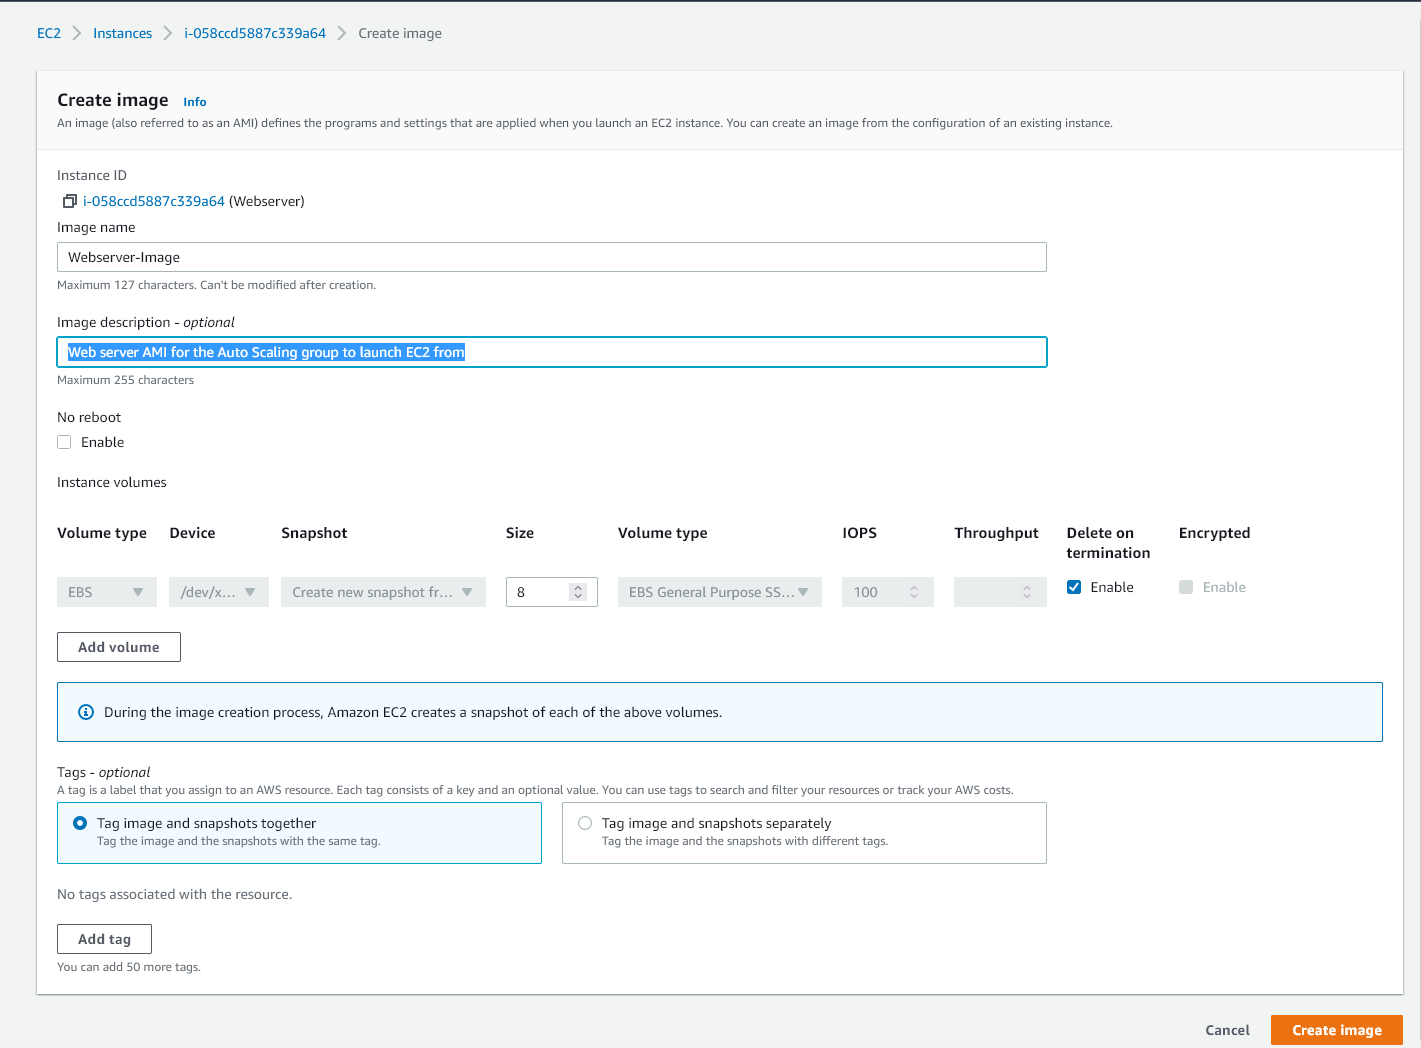 EC2 Instances i-058ccd5887c339a64 Create image
Create image Info
An image (also referred to as an AMI) defines the programs and settings that are applied when you launch an EC2 instance. You can create an image from the configuration of an existing instance.
Instance ID
i-058ccd5887c339a64 (Webserver)
Image name
Webserver-Image
Maximum 127 characters. Can't be modified after creation.
Image description - optional
Web server AMI for the Auto Scaling group to launch EC2 from
Maximum 255 characters
No reboot
Enable
Instance volumes
Volume type Device Snapshot Size Volume type IOPS Throughput Delete on termination Encrypted
EBS /dev/x... Create new snapshot fr... 8 EBS General Purpose SS... 100 Enable Enable
Add volume
During the image creation process, Amazon EC2 creates a snapshot of each of the above volumes.
Tags - optional
A tag is a label that you assign to an AWS resource. Each tag consists of a key and an optional value. You can use tags to search and filter your resources or track your AWS costs.
Tag image and snapshots together
Tag the image and the snapshots with the same tag.
Tag image and snapshots separately
Tag the image and the snapshots with different tags.
No tags associated with the resource.
Add tag
You can add 50 more tags.
Cancel Create image